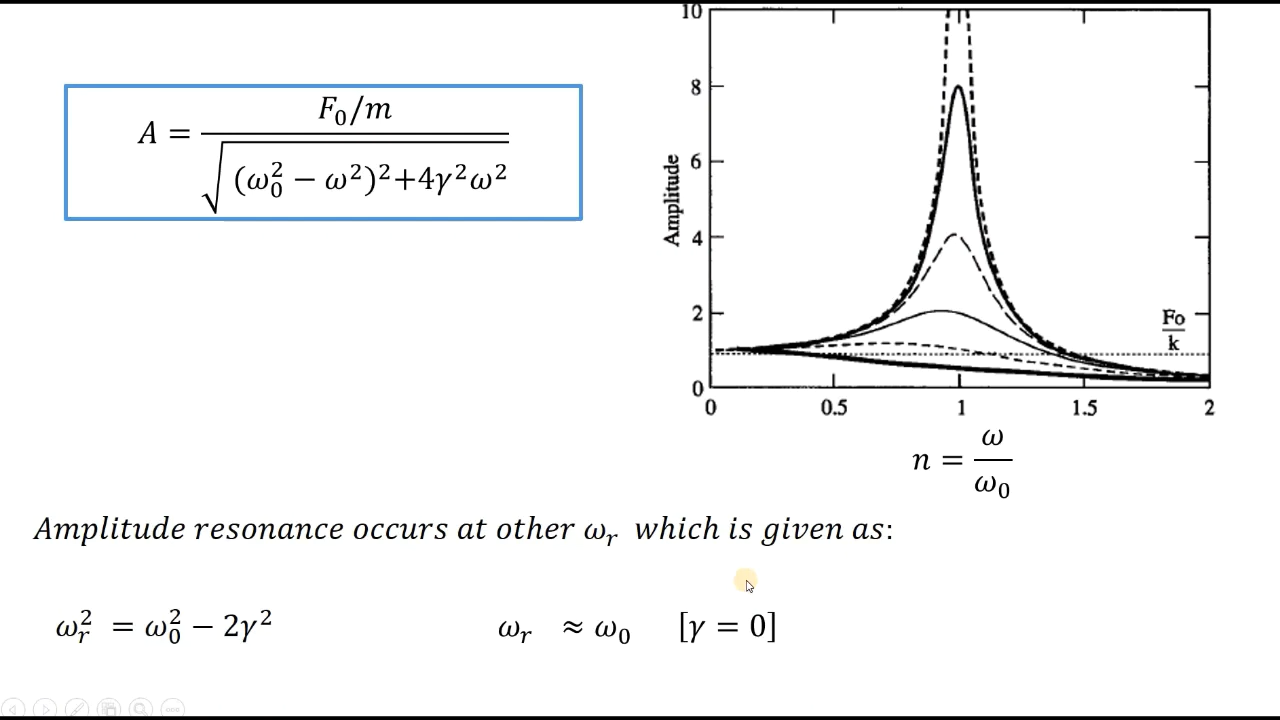 A = F₀/m / √((ω₀² − ω²)²+4γ²ω²)
10
8
6
4
2
0
Amplitude
Fo
k
0 0.5 1 1.5 2
n = ω/ω₀
Amplitude resonance occurs at other ωᵣ which is given as:
ωᵣ² = ω₀² − 2γ² ωᵣ ≈ ω₀ [γ = 0]